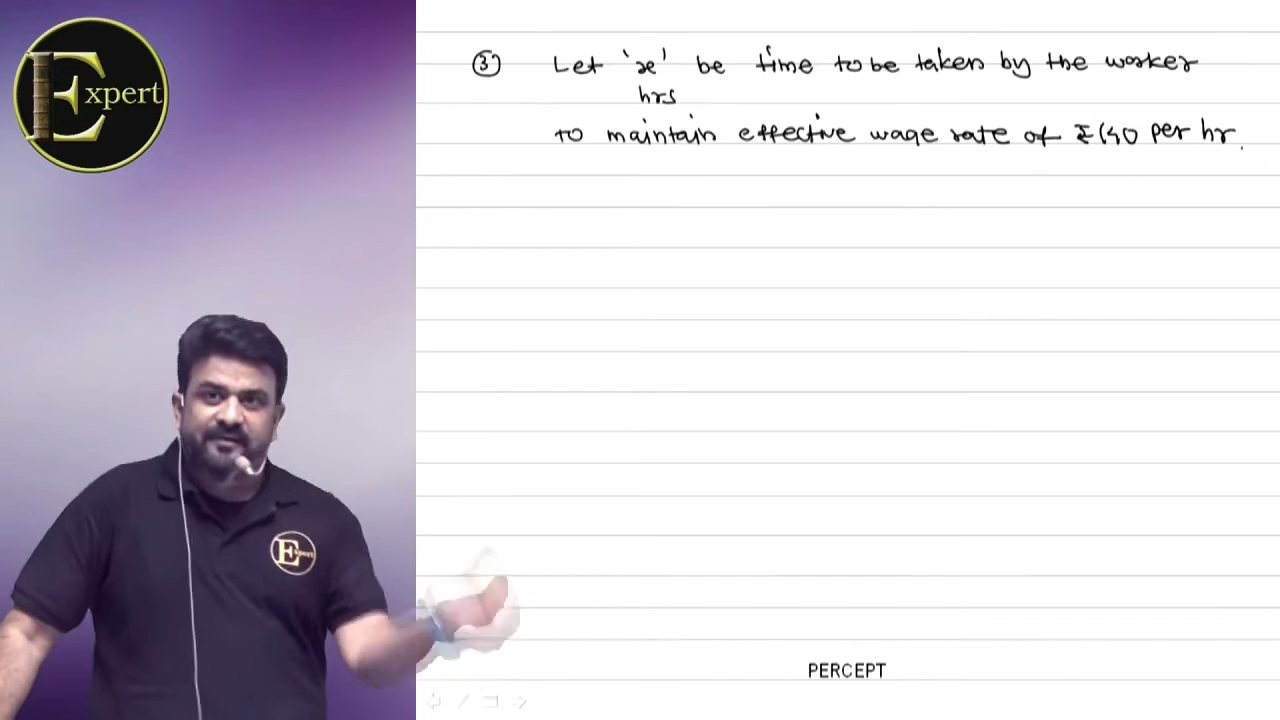 Expert
③ Let 'x' be time to be taken by the worker
hrs
to maintain effective wage rate of ₹140 per hr.
Expert
PERCEPT